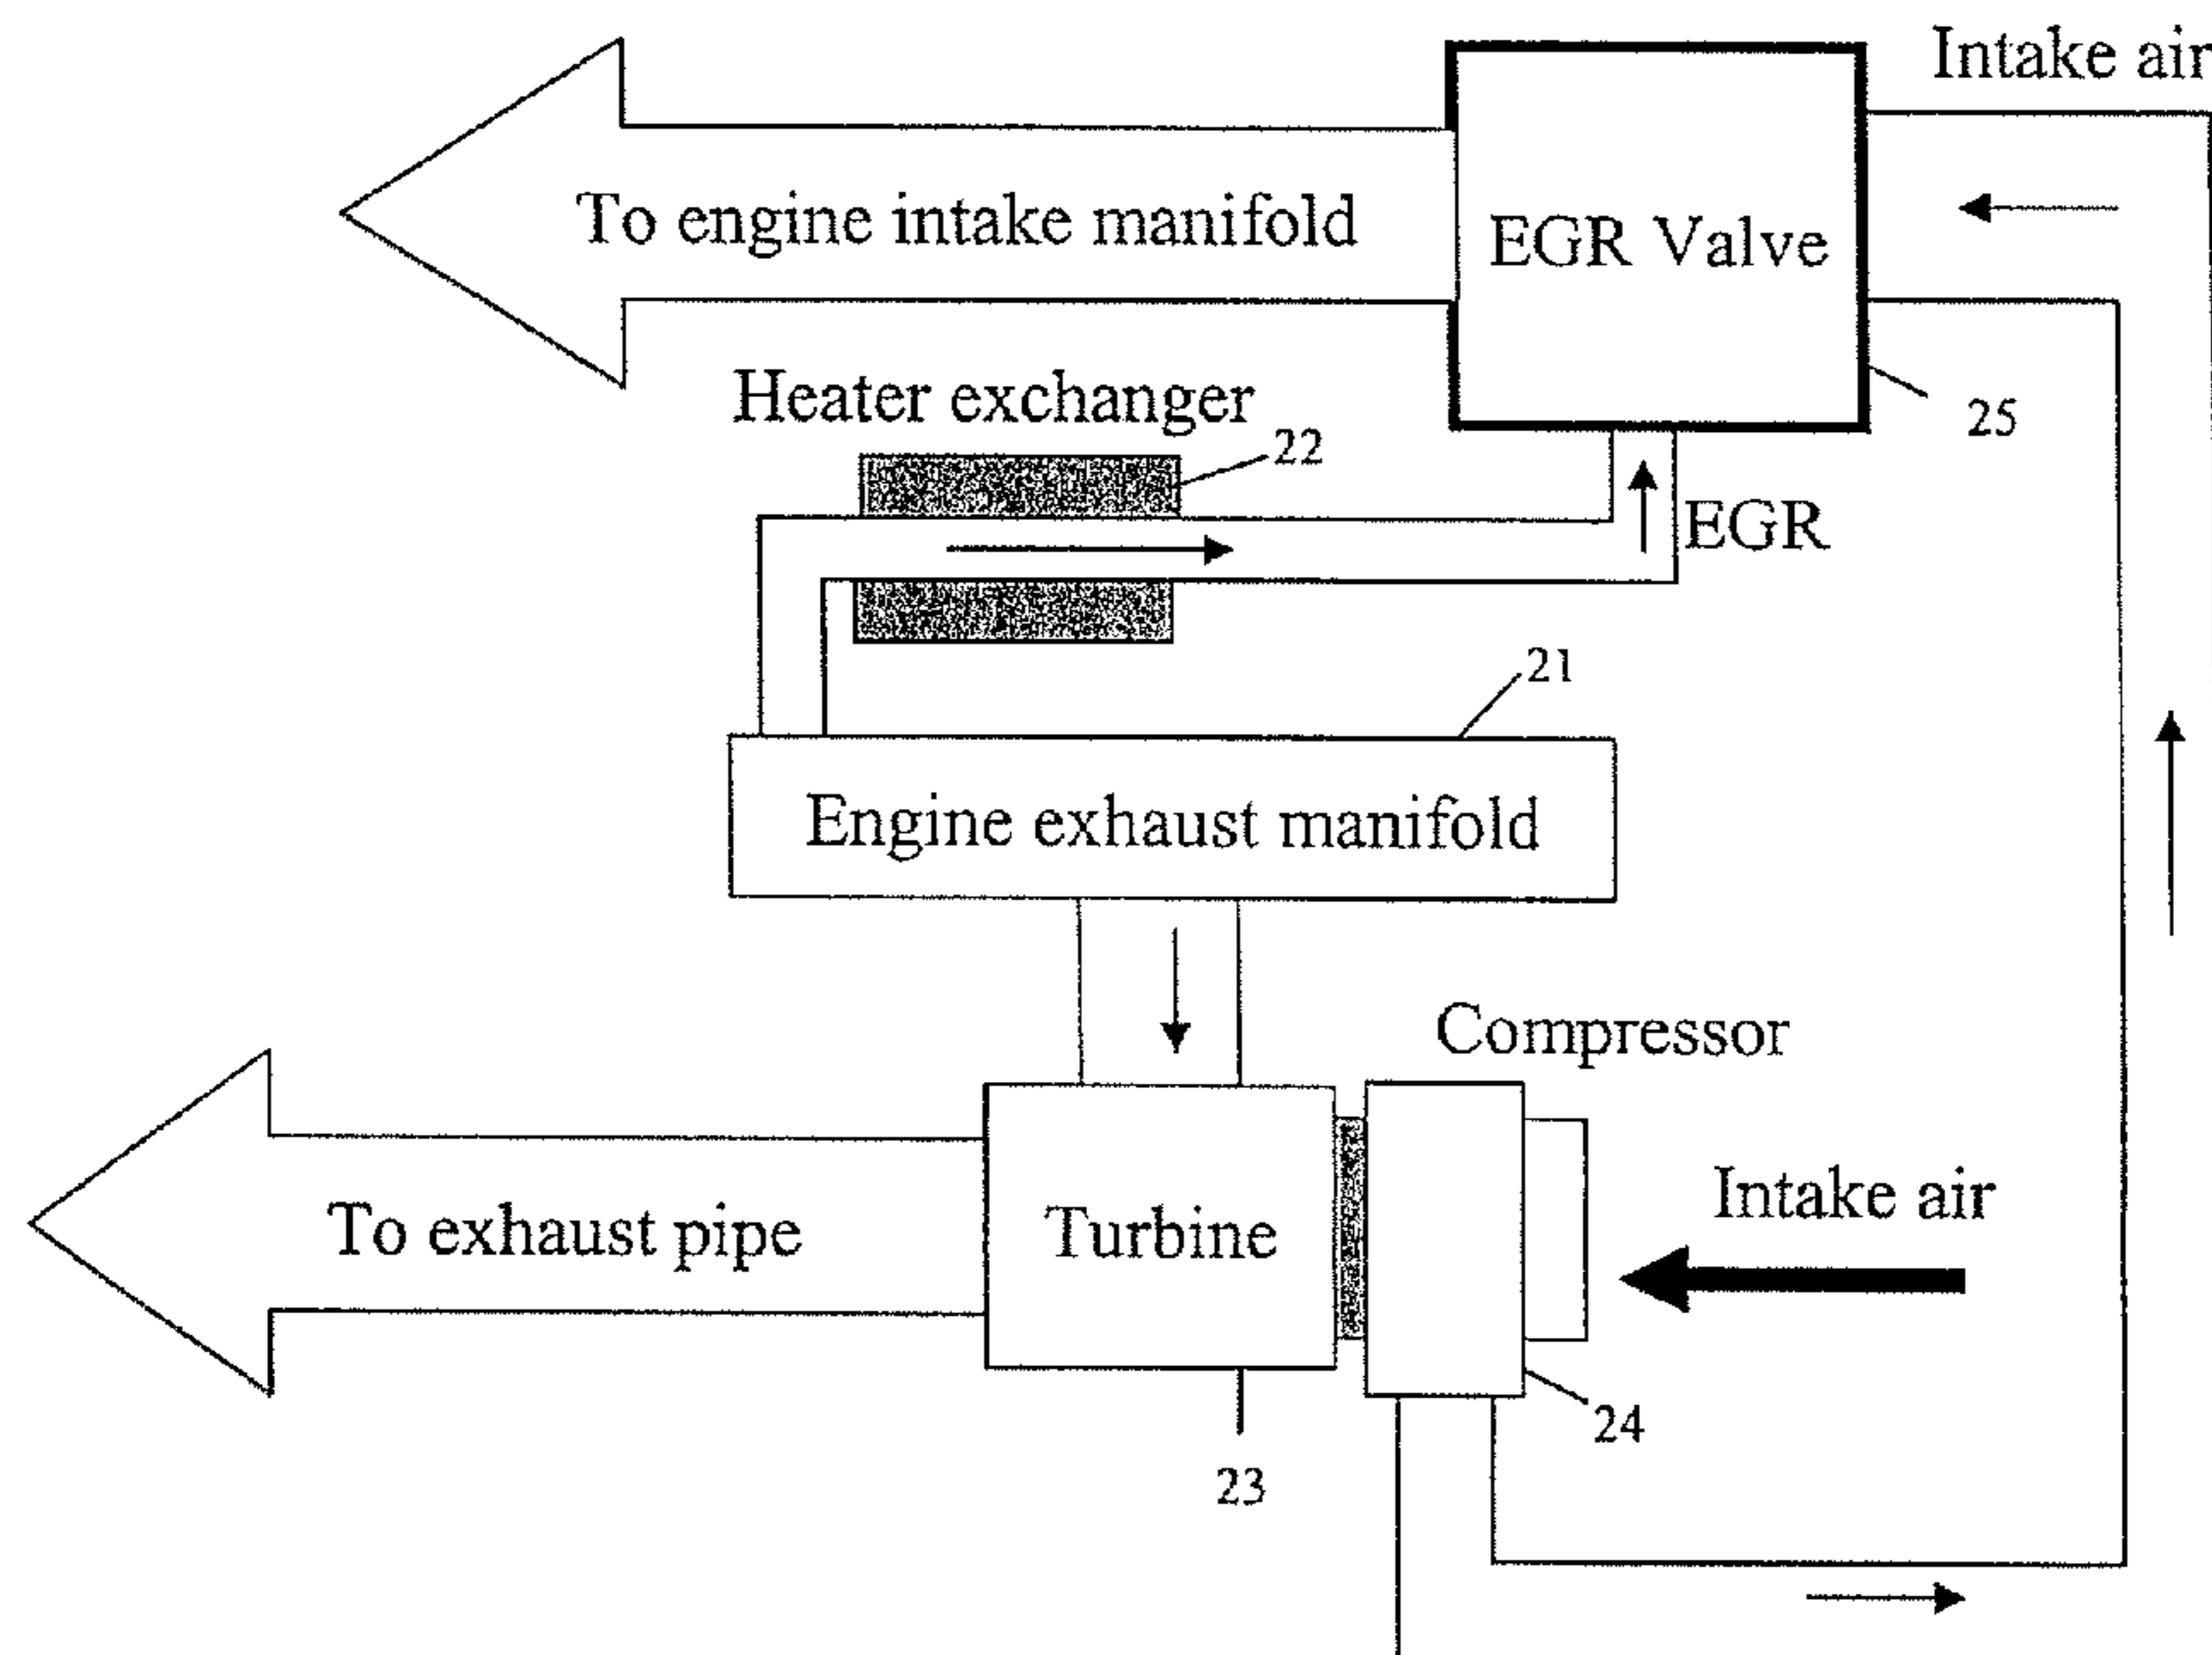 Intake air
To engine intake manifold
EGR Valve
Heater exchanger
25
22
EGR
21
Engine exhaust manifold
Compressor
Intake air
To exhaust pipe
Turbine
24
23